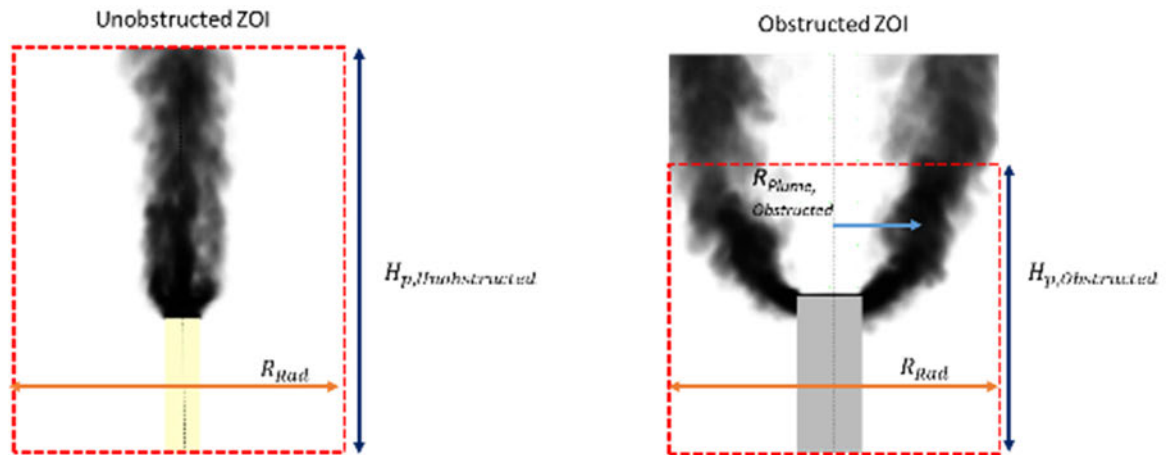 Unobstructed ZOI
Obstructed ZOI
R_Plume,
Obstructed
H_p,Unobstructed
H_p,Obstructed
R_Rad
R_Rad